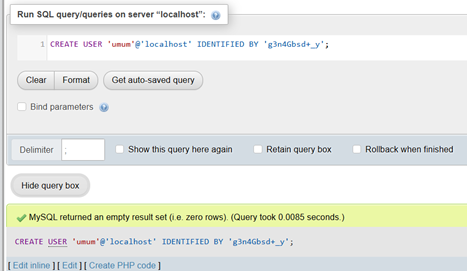 Run SQL query/queries on server “localhost”:
1 CREATE USER 'umum'@'localhost' IDENTIFIED BY 'g3n4Gbsd+_y';
Clear Format Get auto-saved query
Bind parameters
Delimiter ; Show this query here again Retain query box Rollback when finished
Hide query box
MySQL returned an empty result set (i.e. zero rows). (Query took 0.0085 seconds.)
CREATE USER 'umum'@'localhost' IDENTIFIED BY 'g3n4Gbsd+_y';
[ Edit inline ] [ Edit ] [ Create PHP code ]